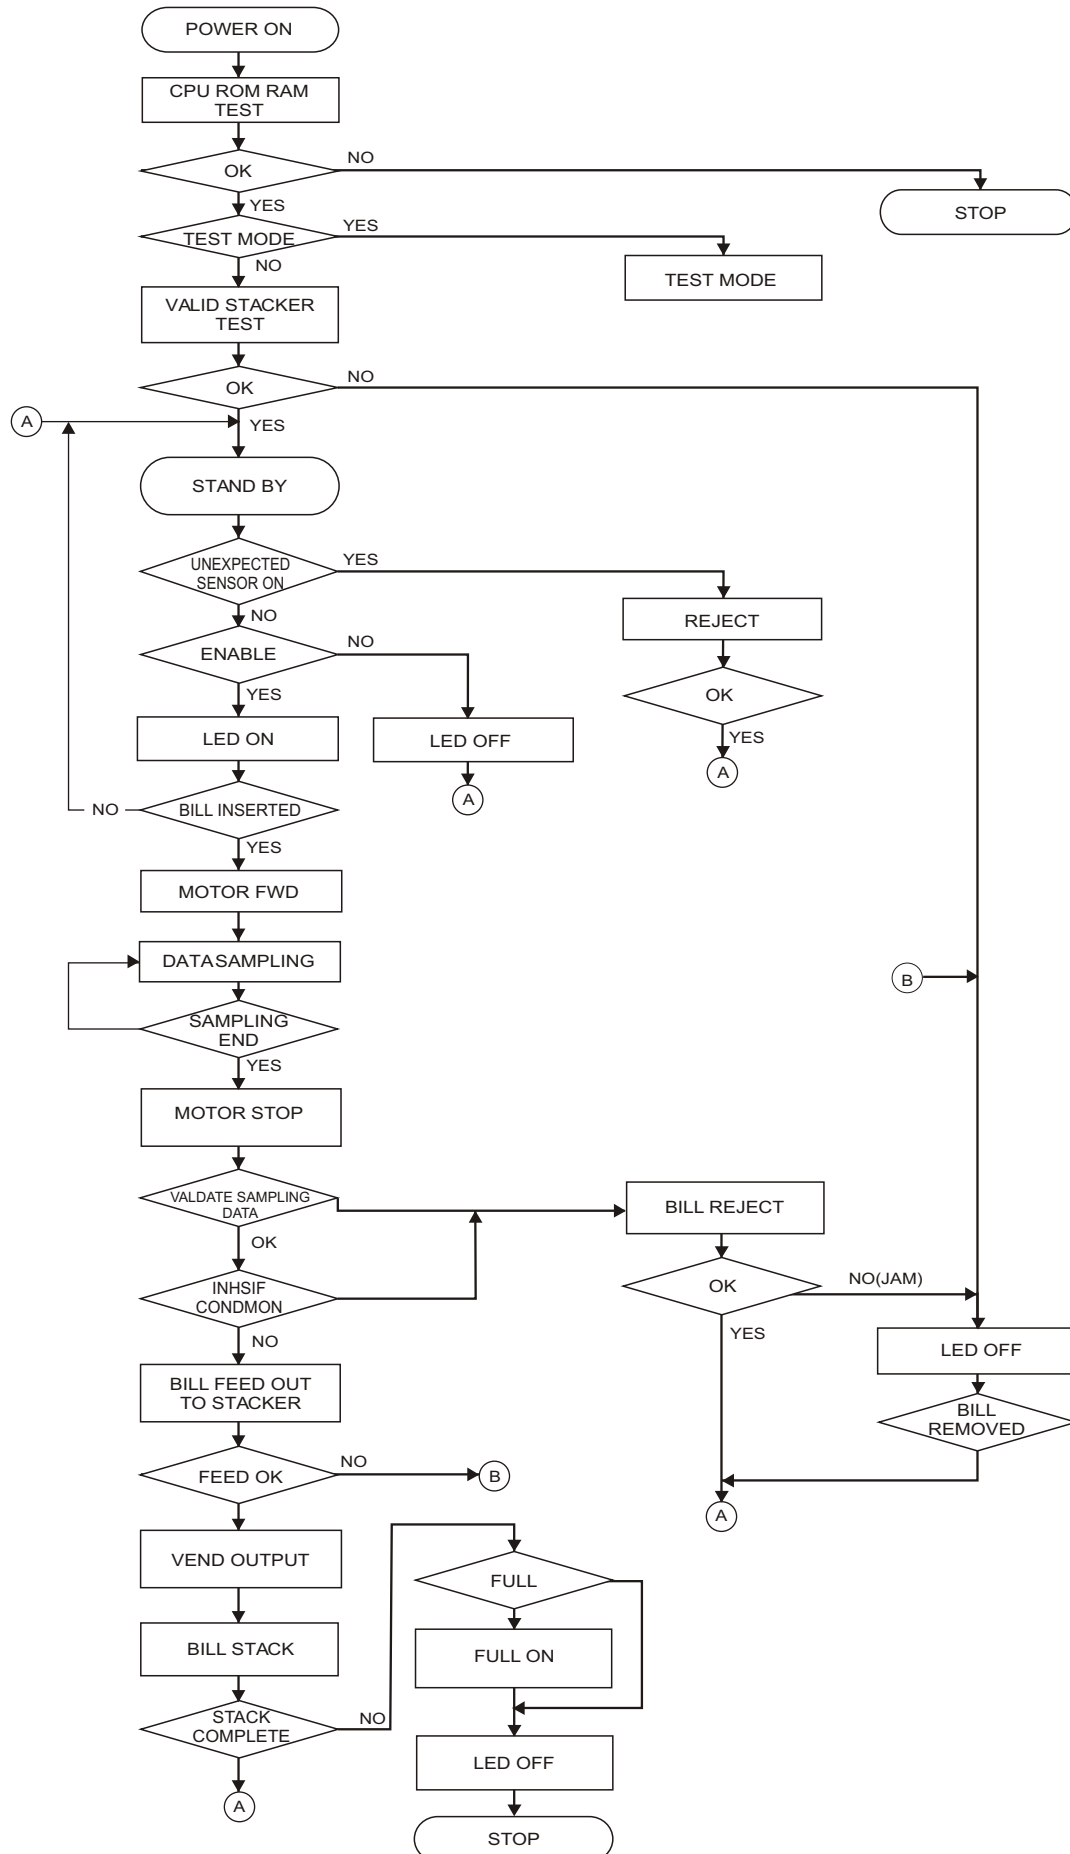 POWER ON
CPU ROM RAM
TEST
OK
NO
STOP
YES
TEST MODE
YES
TEST MODE
NO
VALID STACKER
TEST
OK
NO
A
YES
STAND BY
UNEXPECTED
SENSOR ON
YES
REJECT
NO
ENABLE
NO
OK
YES
YES
LED ON
LED OFF
A
A
NO
BILL INSERTED
YES
MOTOR FWD
DATASAMPLING
B
SAMPLING
END
YES
MOTOR STOP
VALDATE SAMPLING
DATA
BILL REJECT
OK
INHSIF
CONDMON
OK
NO(JAM)
YES
NO
LED OFF
BILL FEED OUT
TO STACKER
BILL
REMOVED
FEED OK
NO
B
A
VEND OUTPUT
FULL
BILL STACK
FULL ON
STACK
COMPLETE
NO
LED OFF
A
STOP